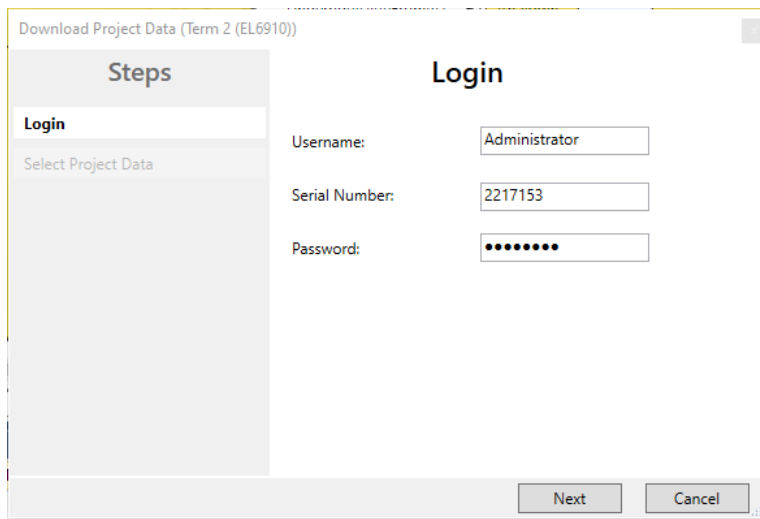 Download Project Data (Term 2 (EL6910))
x
Steps
Login
Select Project Data
Login
Username:
Administrator
Serial Number:
2217153
Password:
••••••••
Next
Cancel